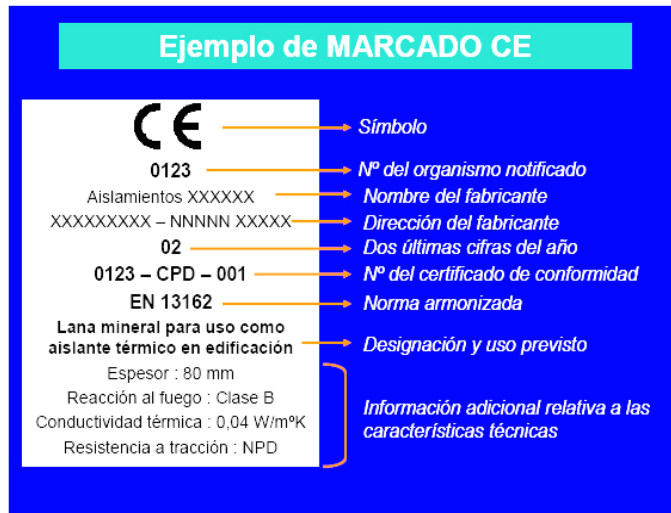 Ejemplo de MARCADO CE
CE
Símbolo
0123
Nº del organismo notificado
Aislamientos XXXXXX
Nombre del fabricante
XXXXXXXXX – NNNNN XXXXX
Dirección del fabricante
02
Dos últimas cifras del año
0123 – CPD – 001
Nº del certificado de conformidad
EN 13162
Norma armonizada
Lana mineral para uso como
aislante térmico en edificación
Designación y uso previsto
Espesor : 80 mm
Reacción al fuego : Clase B
Conductividad térmica : 0,04 W/mºK
Resistencia a tracción : NPD
Información adicional relativa a las
características técnicas